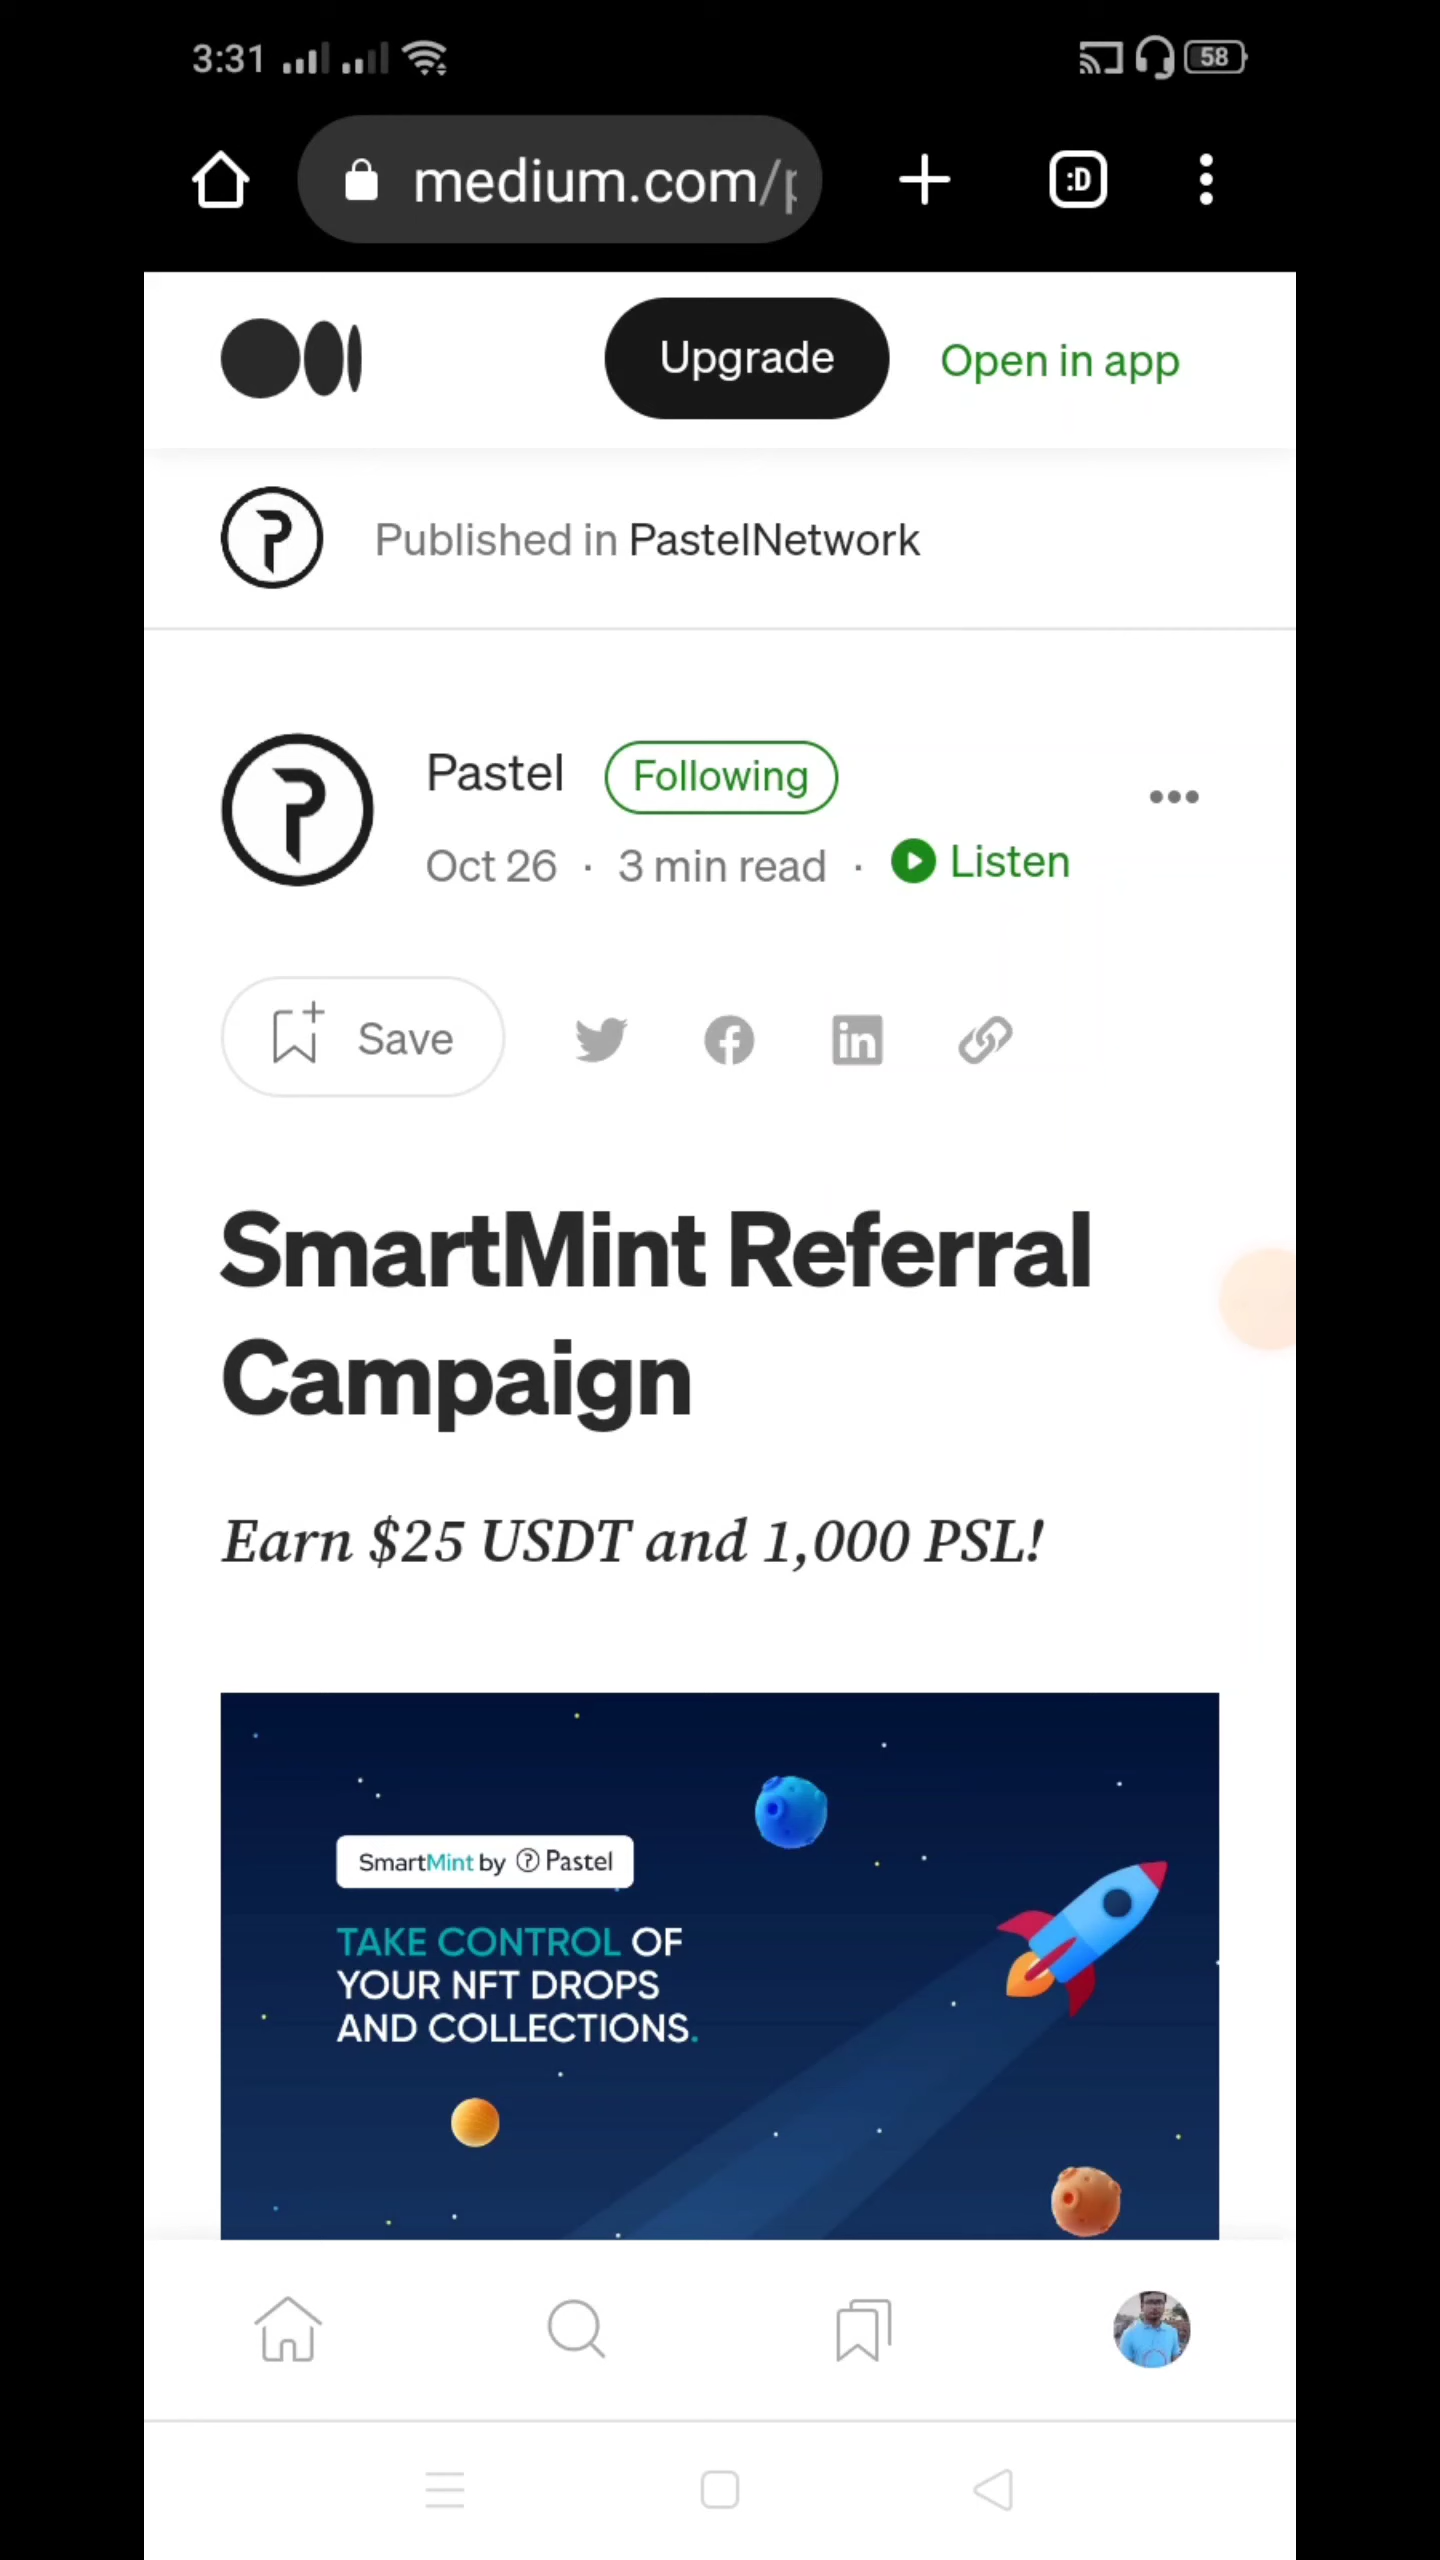 3:31
58
medium.com/
:D
Upgrade
Open in app
Published in PastelNetwork
Pastel Following
Oct 26 · 3 min read · Listen
Save
SmartMint Referral
Campaign
Earn $25 USDT and 1,000 PSL!
SmartMint by Pastel
TAKE CONTROL OF
YOUR NFT DROPS
AND COLLECTIONS.